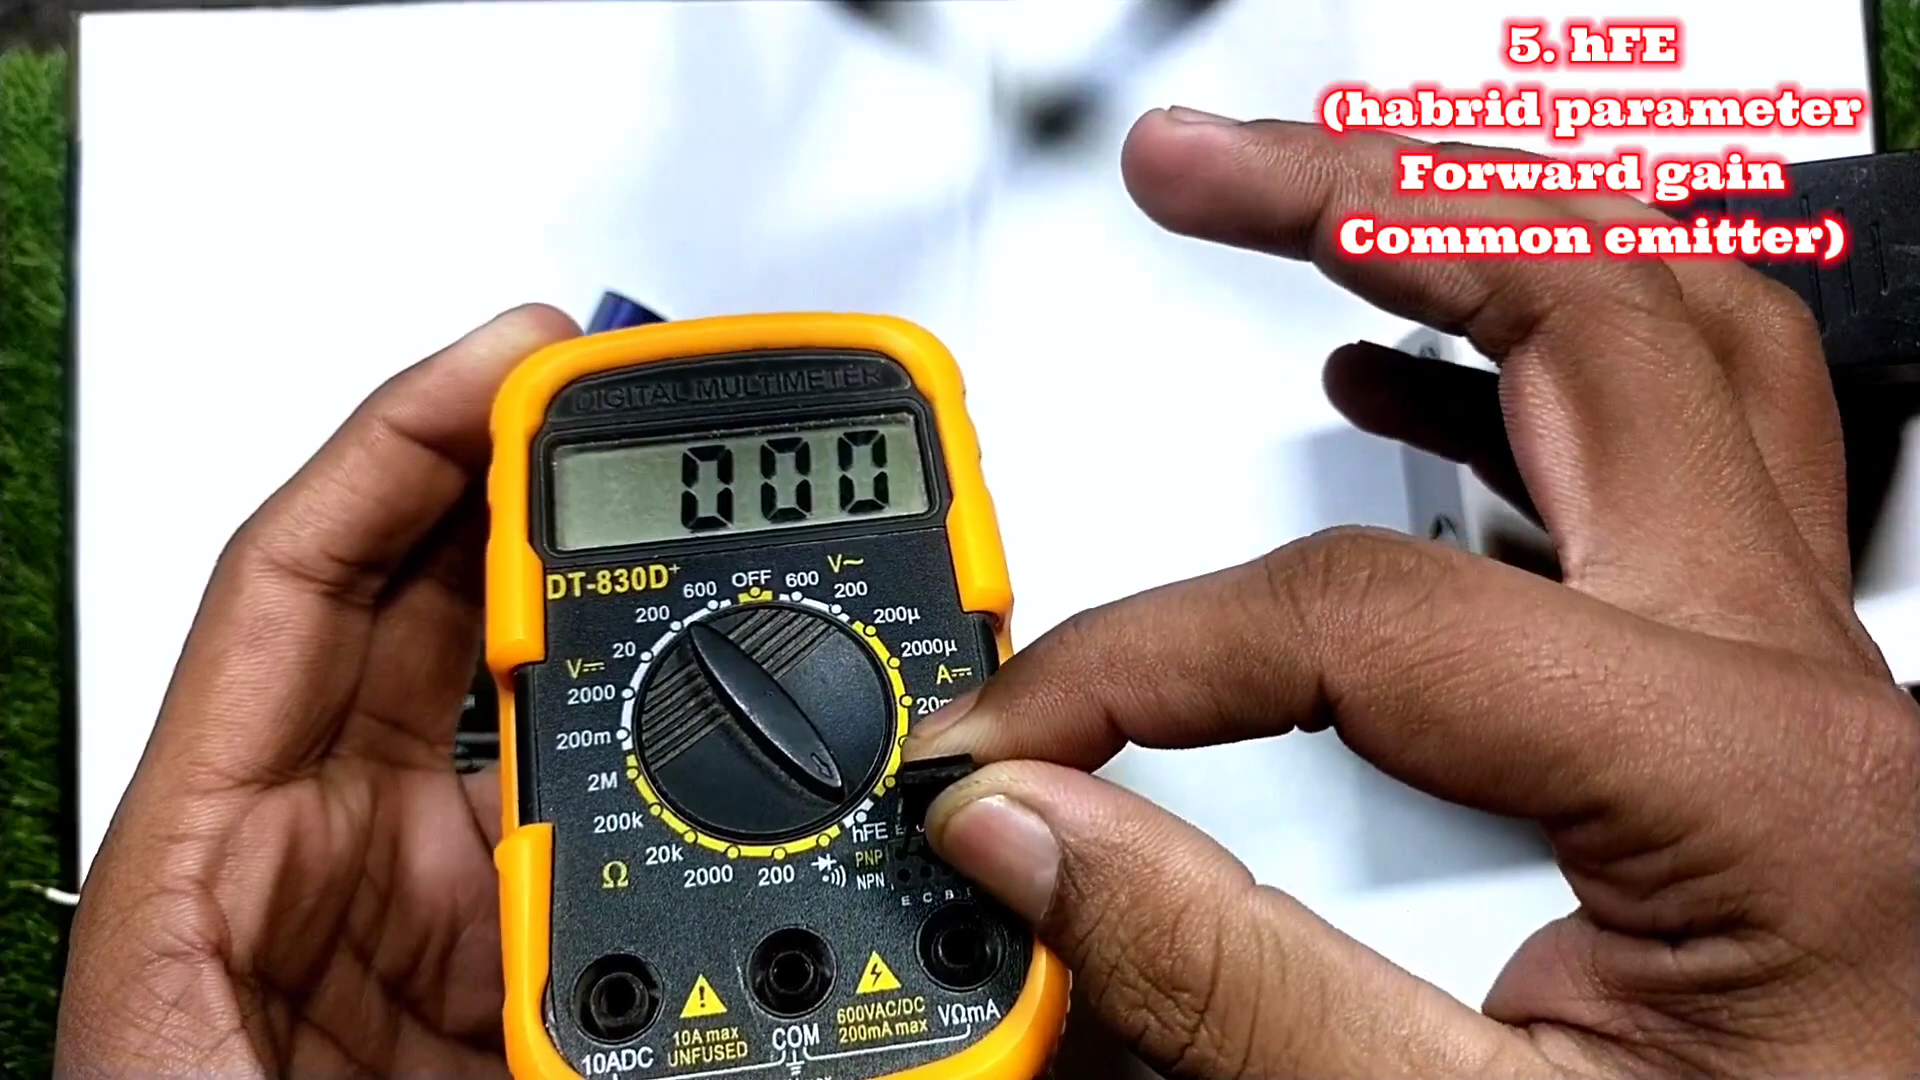 5. hFE
(habrid parameter
Forward gain
Common emitter)
DIGITAL MULTIMETER
000
DT-830D+
OFF
V~
600
200
200µ
2000µ
A⎓
hFE
PNP
NPN
E C B
600
200
20
V⎓
2000
200m
2M
200k
20k
2000
200
Ω
10ADC
10A max
UNFUSED
COM
600VAC/DC
200mA max
VΩmA